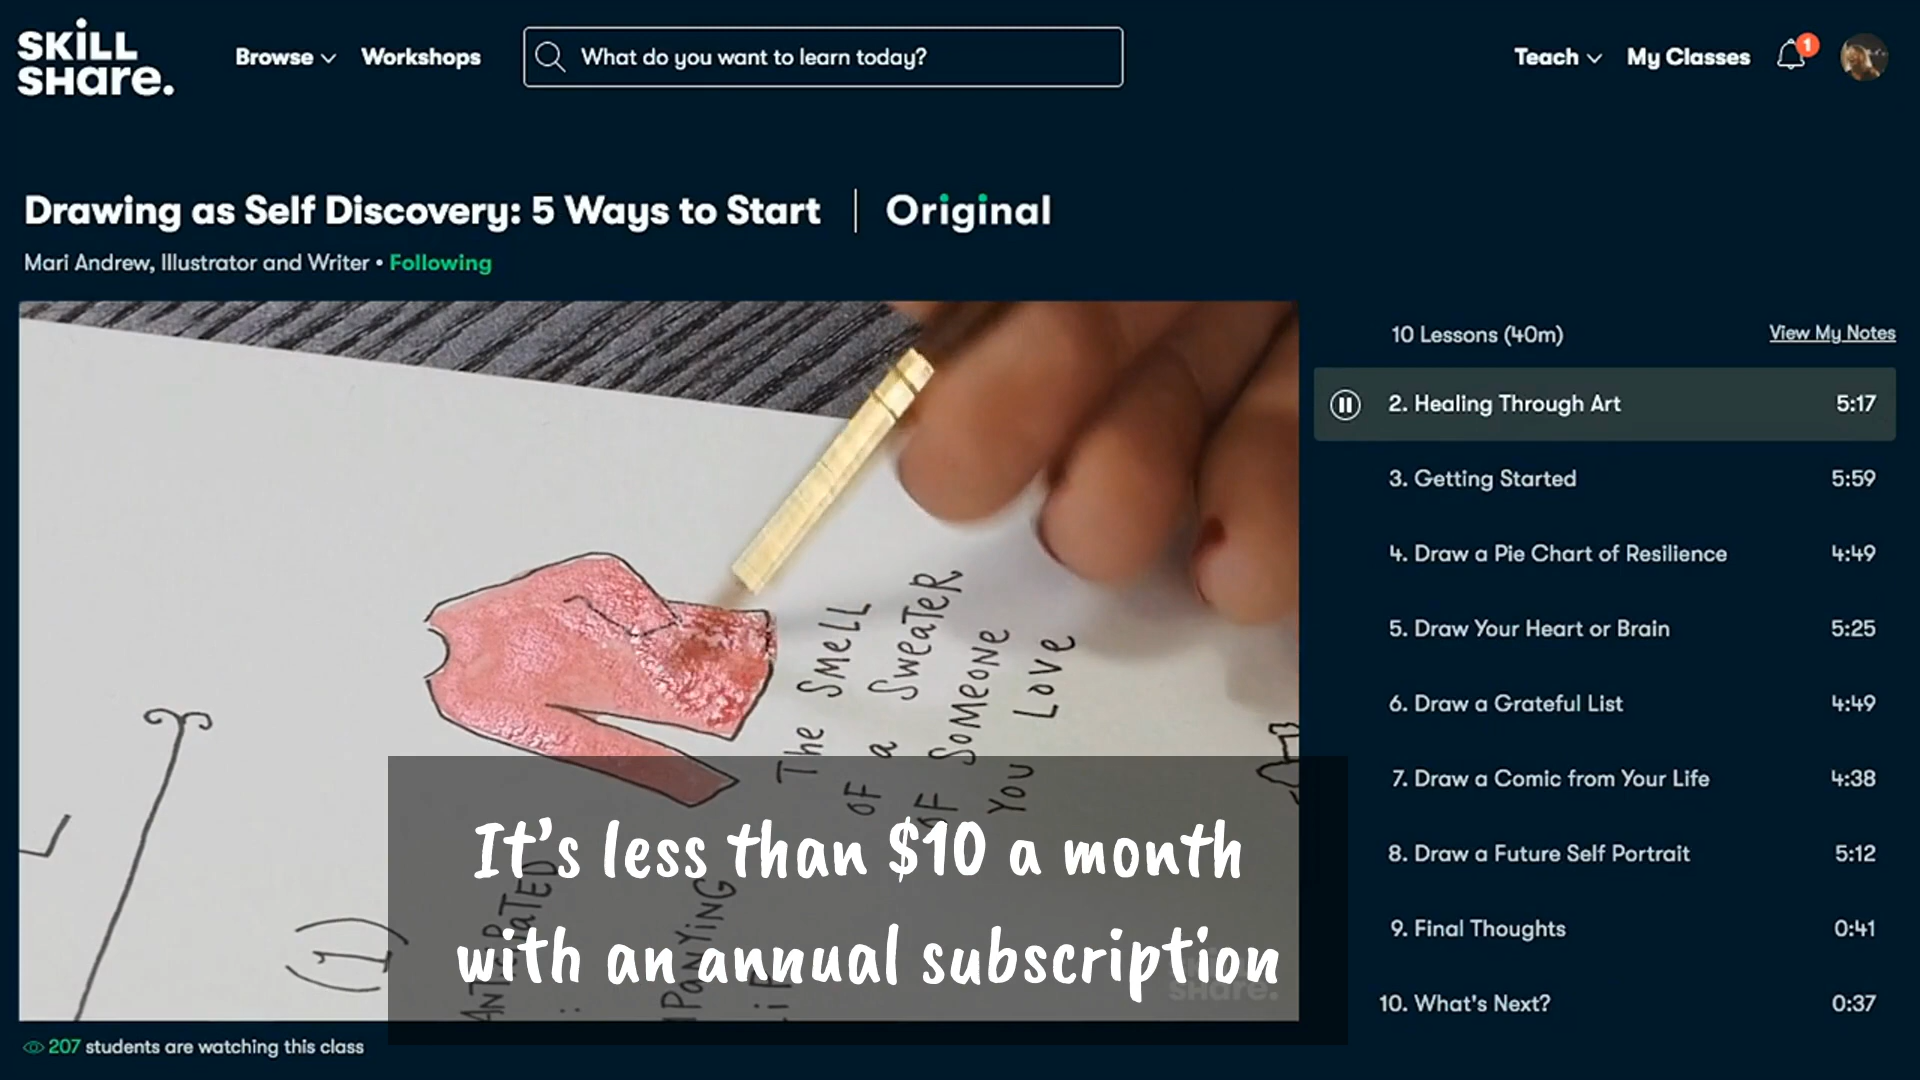 SKILL
SHare.
Browse
Workshops
What do you want to learn today?
Teach
My Classes
1
Drawing as Self Discovery: 5 Ways to Start
Original
Mari Andrew, Illustrator and Writer • Following
10 Lessons (40m)
View My Notes
2. Healing Through Art 5:17
3. Getting Started 5:59
4. Draw a Pie Chart of Resilience 4:49
5. Draw Your Heart or Brain 5:25
6. Draw a Grateful List 4:49
7. Draw a Comic from Your Life 4:38
8. Draw a Future Self Portrait 5:12
9. Final Thoughts 0:41
10. What's Next? 0:37
The SMeLL
OF a SweaTeR
OF SOMEONE
YOU LOVe
(1)
It's less than $10 a month
with an annual subscription
SKILL
SHare.
207 students are watching this class